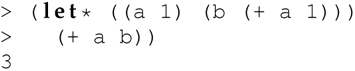 > (let* ((a 1) (b (+ a 1)))
>   (+ a b))
3